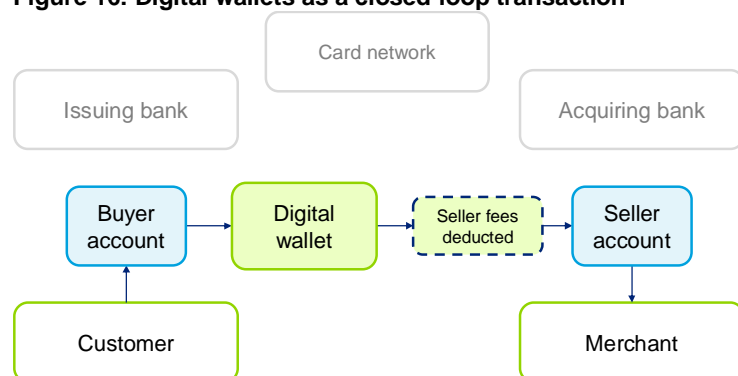 Figure 16: Digital wallets as a closed loop transaction
Card network
Issuing bank
Acquiring bank
Buyer
account
Digital
wallet
Seller fees
deducted
Seller
account
Customer
Merchant